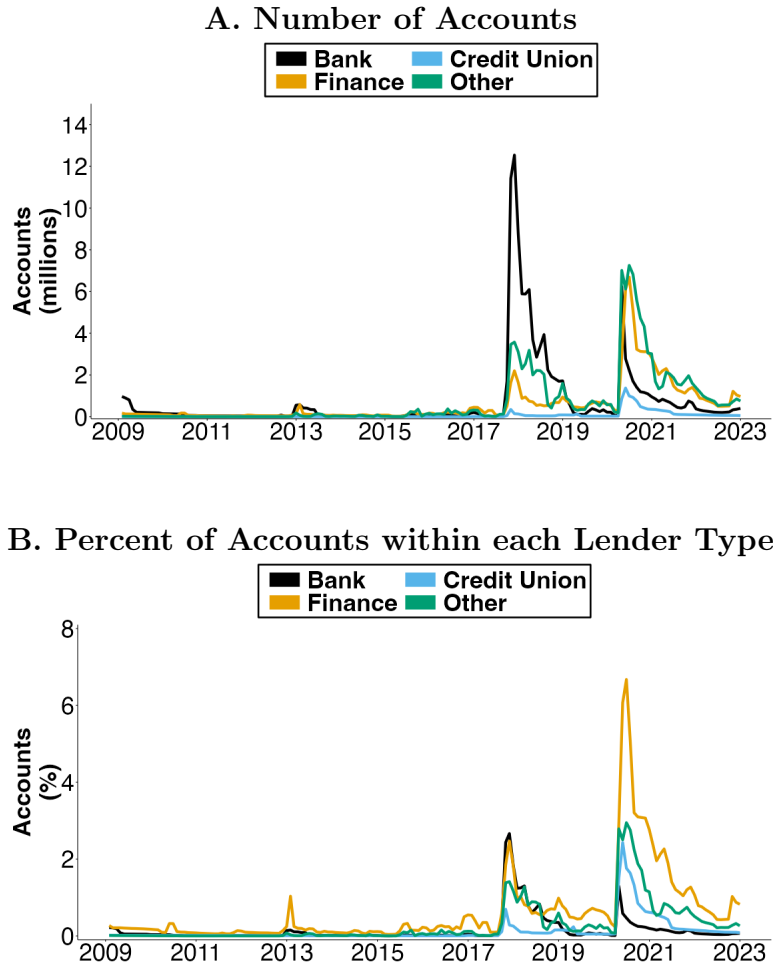 A. Number of Accounts
Bank Credit Union
Finance Other
Accounts
(millions)
14
12
10
8
6
4
2
0
2009 2011 2013 2015 2017 2019 2021 2023
B. Percent of Accounts within each Lender Type
Bank Credit Union
Finance Other
Accounts
(%)
8
6
4
2
0
2009 2011 2013 2015 2017 2019 2021 2023